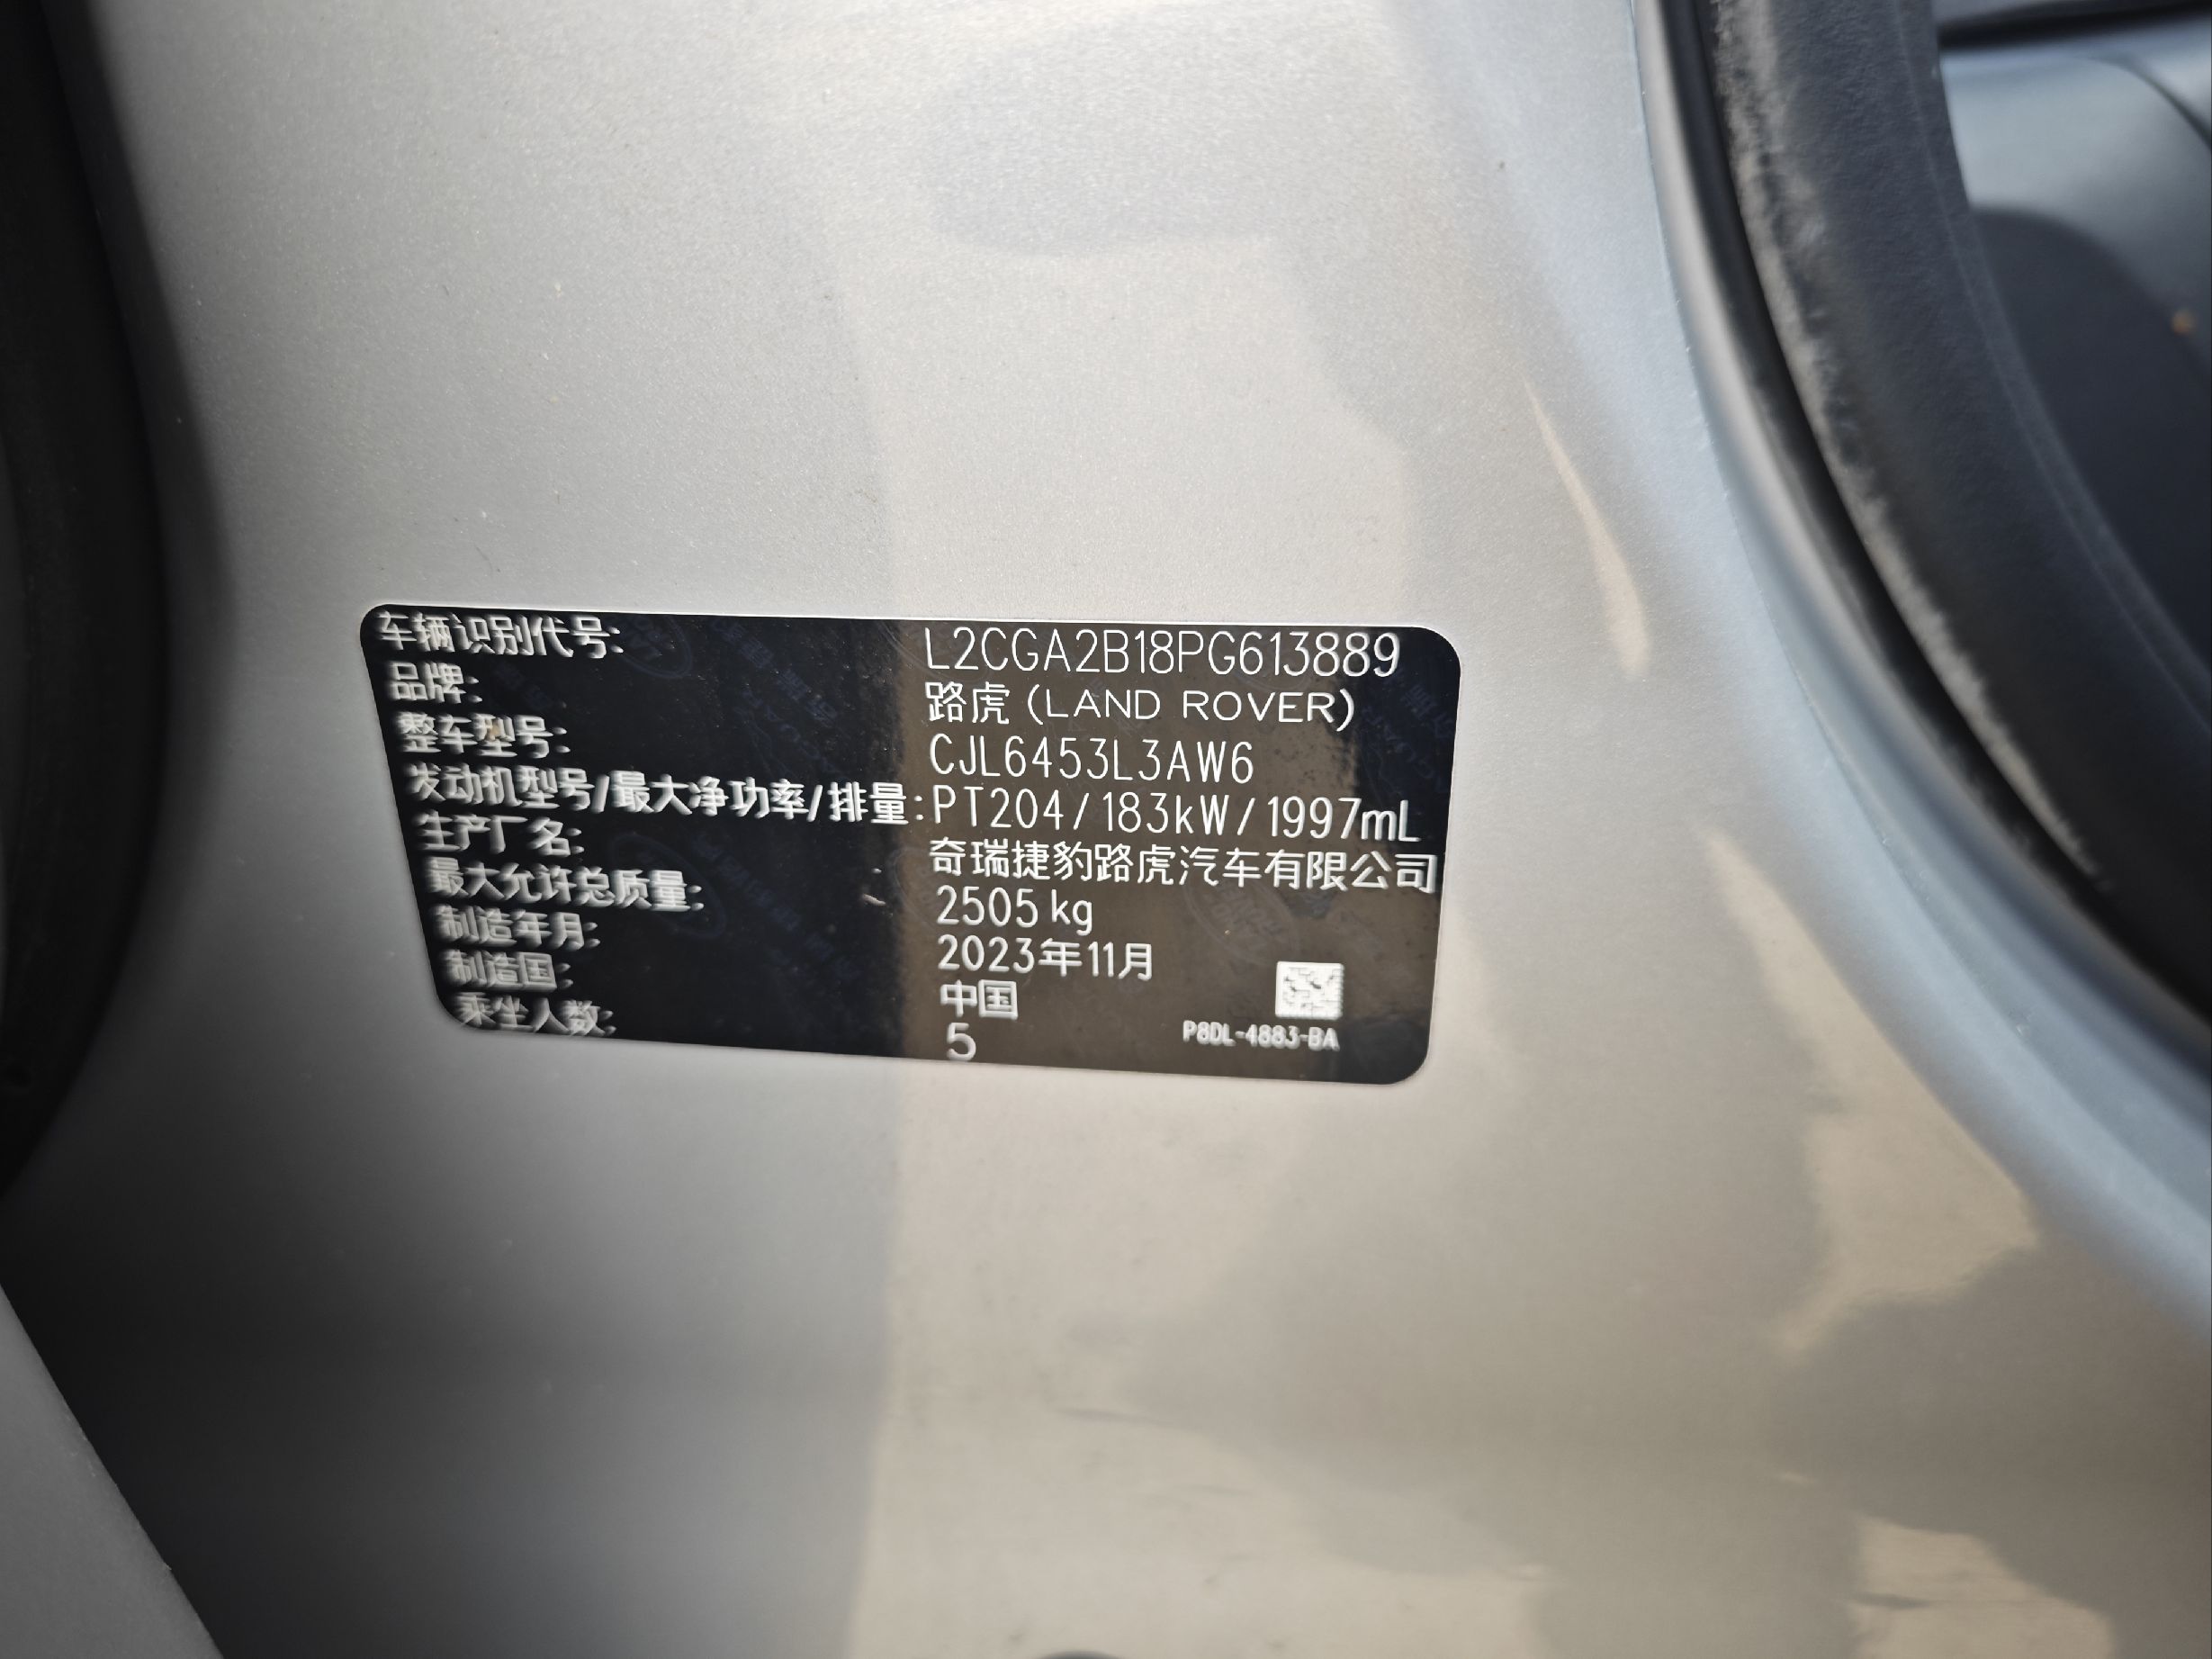 车辆识别代号: L2CGA2B18PG613889
品牌: 路虎 (LAND ROVER)
整车型号: CJL6453L3AW6
发动机型号/最大净功率/排量: PT204/183kW/1997mL
生产厂名: 奇瑞捷豹路虎汽车有限公司
最大允许总质量: 2505 kg
制造年月: 2023年11月
制造国: 中国
乘坐人数: 5
P8DL-4883-BA